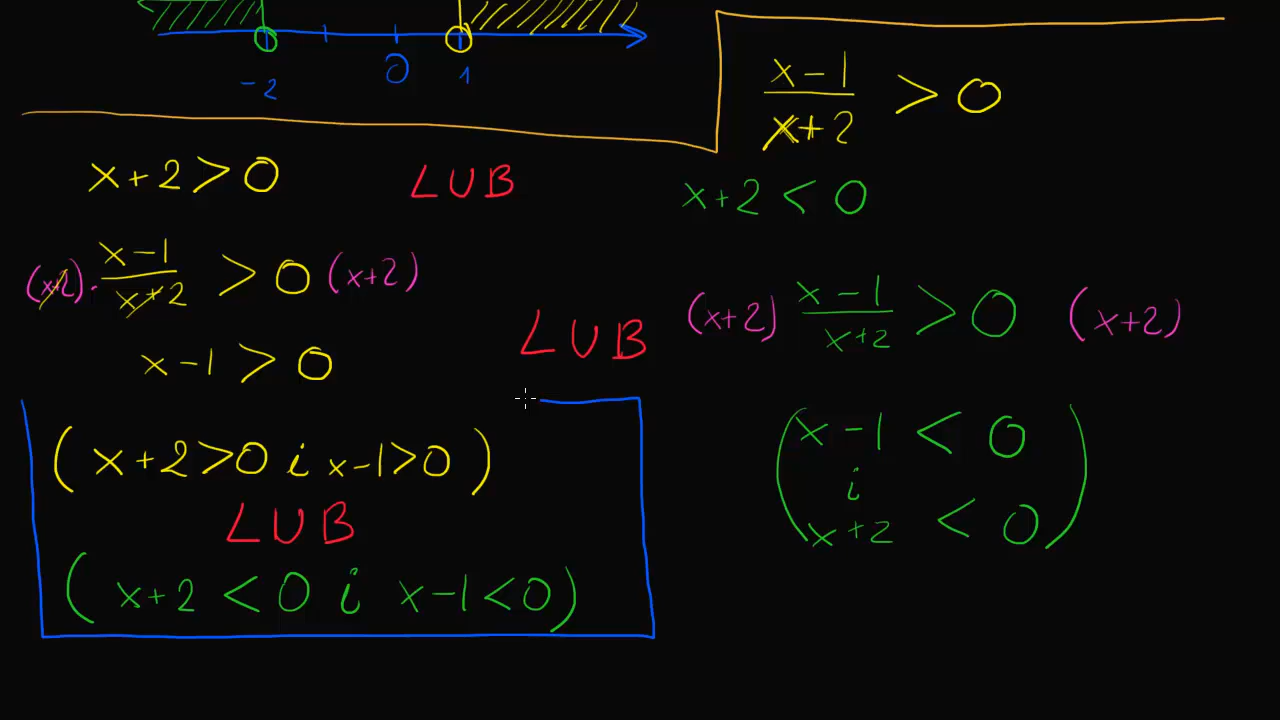 -2 0 1
x-1
x+2 > 0
x+2>0 LUB x+2<0
(x+2)· x-1
x+2 > 0 (x+2)
x-1>0
LUB
(x+2) x-1
x+2 > 0 (x+2)
(x-1<0
i
x+2<0)
(x+2>0 i x-1>0)
LUB
(x+2<0 i x-1<0)